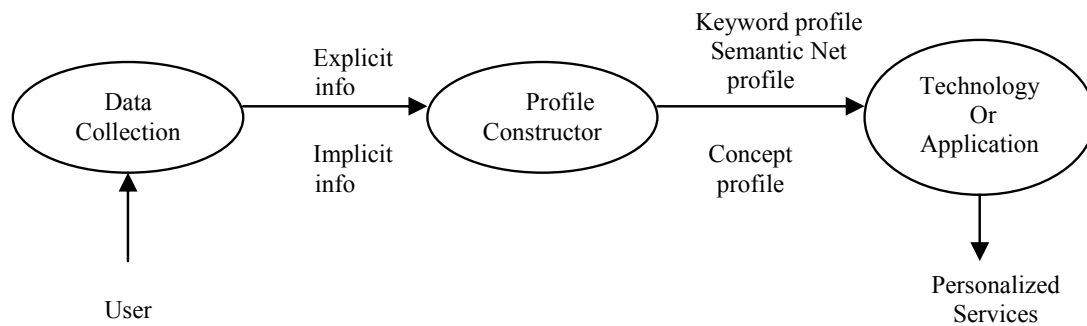 Data
Collection
Explicit
info
Implicit
info
Profile
Constructor
Keyword profile
Semantic Net
profile
Concept
profile
Technology
Or
Application
User
Personalized
Services